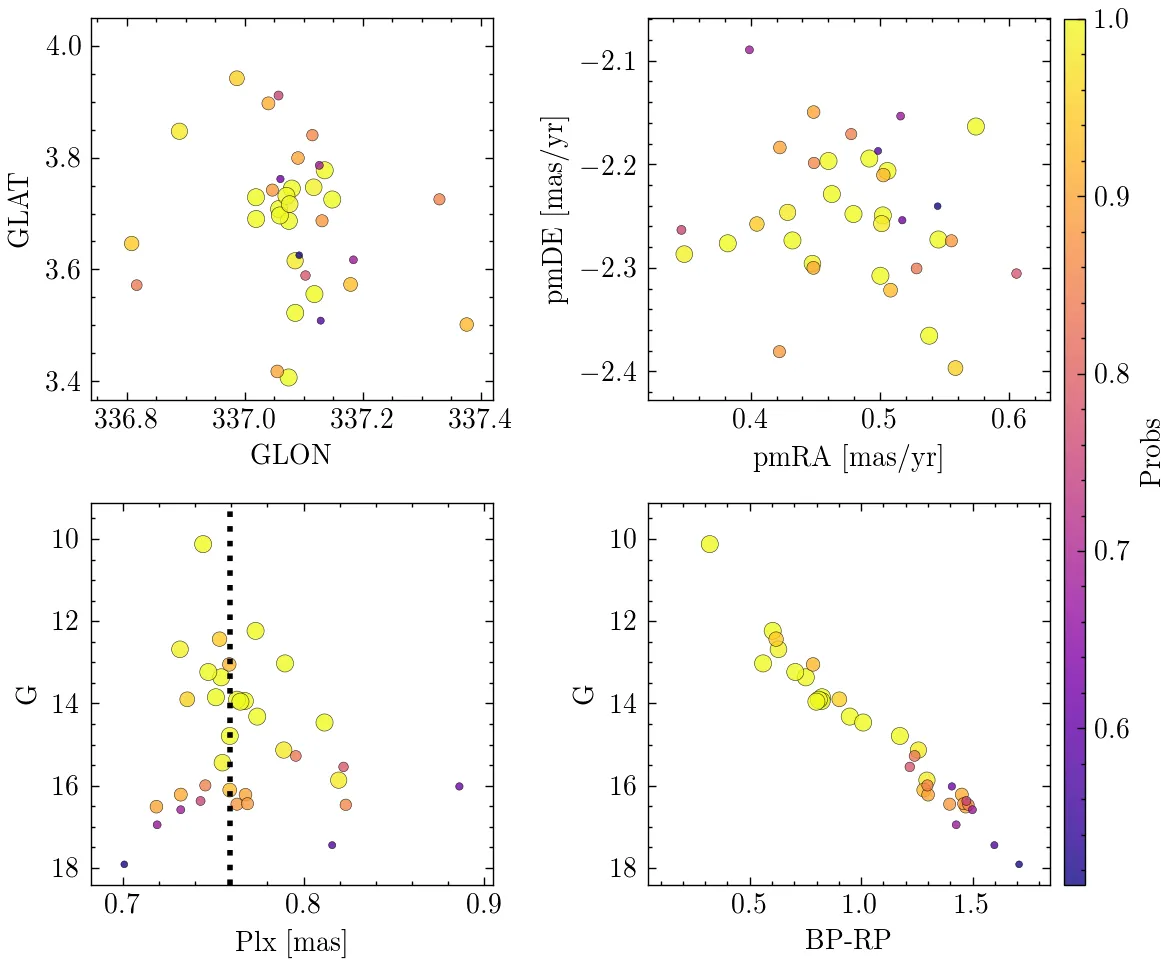 4.0
3.8
3.6
3.4
GLAT
336.8 337.0 337.2 337.4
GLON
−2.1
−2.2
−2.3
−2.4
pmDE [mas/yr]
0.4 0.5 0.6
pmRA [mas/yr]
10
12
14
16
18
G
0.7 0.8 0.9
Plx [mas]
10
12
14
16
18
G
0.5 1.0 1.5
BP-RP
1.0
0.9
0.8
0.7
0.6
Probs